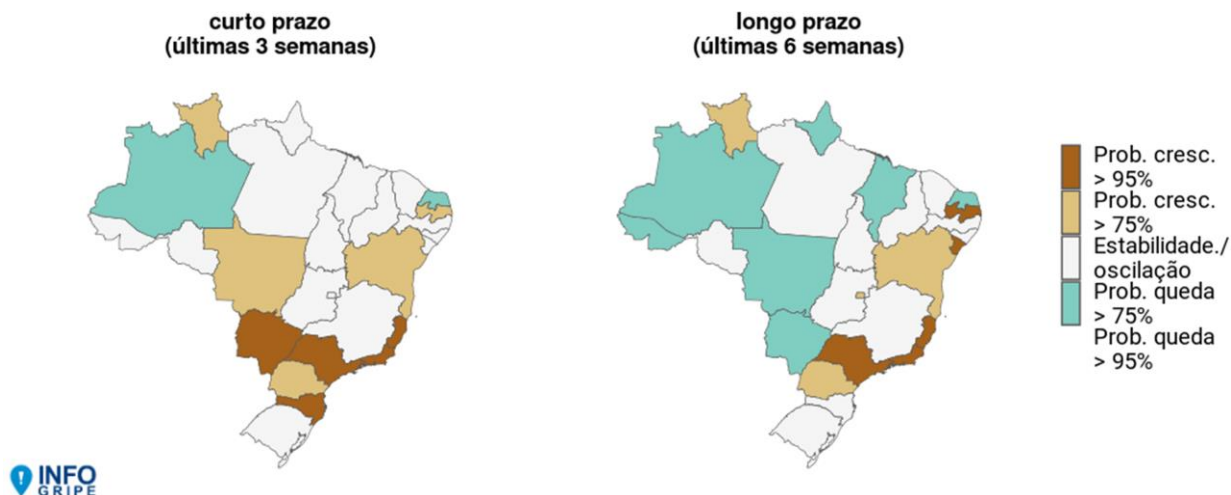 curto prazo
(últimas 3 semanas)
longo prazo
(últimas 6 semanas)
Prob. cresc.
> 95%
Prob. cresc.
> 75%
Estabilidade./
oscilação
Prob. queda
> 75%
Prob. queda
> 95%
INFO
GRIPE